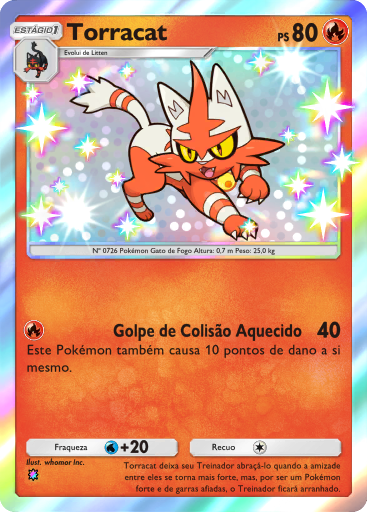 ESTÁGIO 1
Torracat
PS 80
Evolui de Litten
Nº 0726 Pokémon Gato de Fogo Altura: 0,7 m Peso: 25,0 kg
Golpe de Colisão Aquecido 40
Este Pokémon também causa 10 pontos de dano a si
mesmo.
Fraqueza +20
Recuo
Ilust. whomor inc.
Torracat deixa seu Treinador abraçá-lo quando a amizade
entre eles se torna mais forte, mas, por ser um Pokémon
forte e de garras afiadas, o Treinador ficará arranhado.